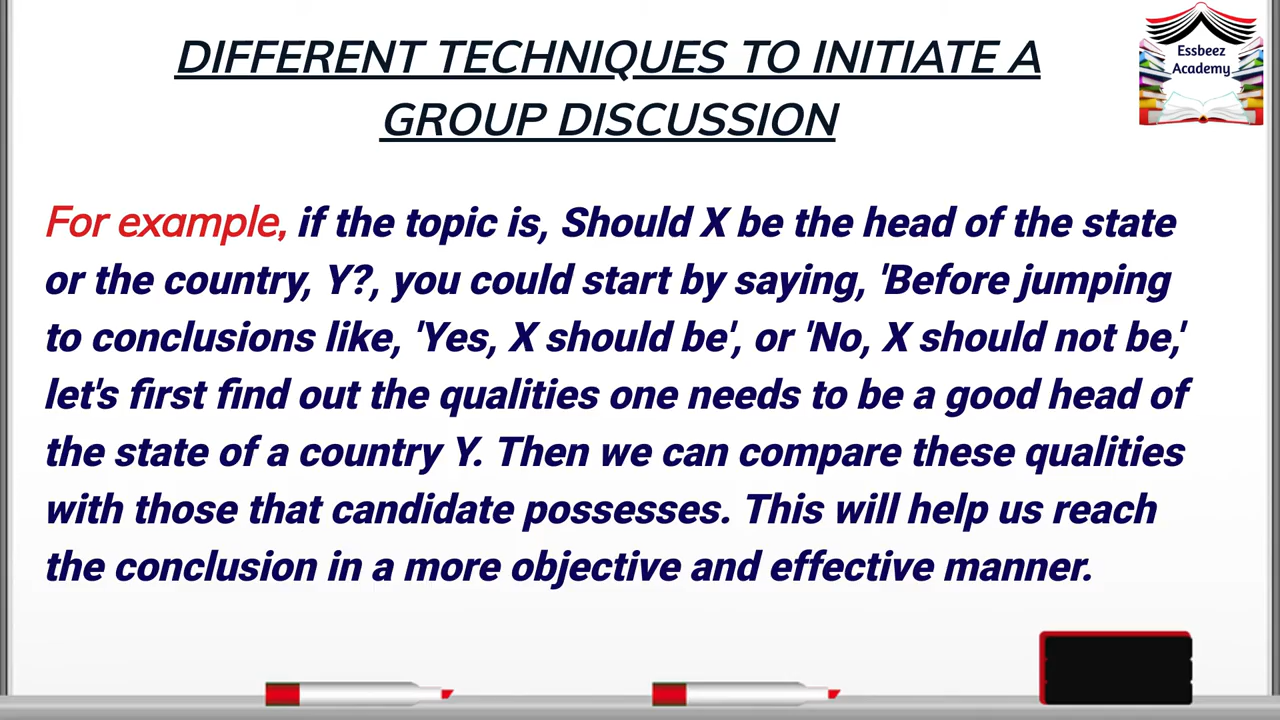 DIFFERENT TECHNIQUES TO INITIATE A
GROUP DISCUSSION
Essbeez
Academy
For example, if the topic is, Should X be the head of the state
or the country, Y?, you could start by saying, 'Before jumping
to conclusions like, 'Yes, X should be', or 'No, X should not be,'
let's first find out the qualities one needs to be a good head of
the state of a country Y. Then we can compare these qualities
with those that candidate possesses. This will help us reach
the conclusion in a more objective and effective manner.